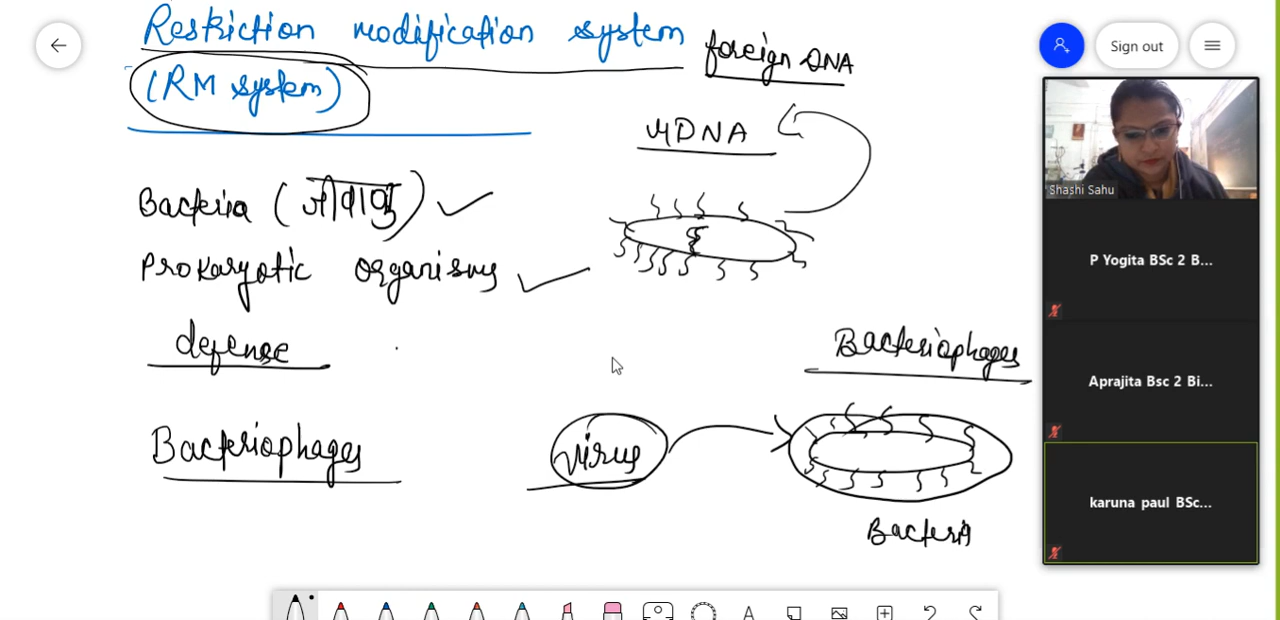 Restriction modification system
(RM system)
foreign DNA
rDNA
Bacteria (जीवाणु)
Prokaryotic organisms
defense
Bacteriophages
virus
Bacteriophages
Bacteria
Sign out
Shashi Sahu
P Yogita BSc 2 B...
Aprajita Bsc 2 Bi...
karuna paul BSc...
A